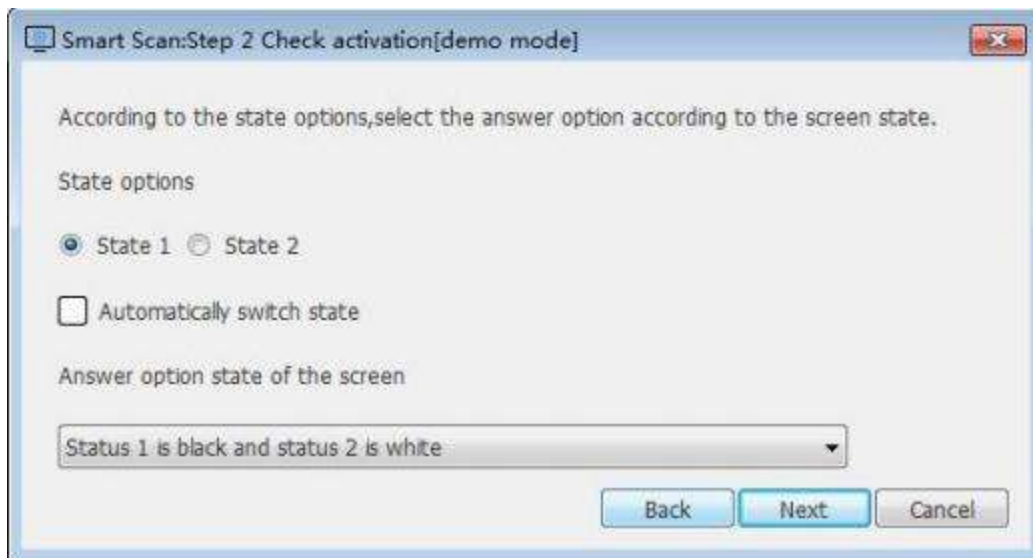 Smart Scan:Step 2 Check activation[demo mode]
According to the state options,select the answer option according to the screen state.
State options
State 1 State 2
Automatically switch state
Answer option state of the screen
Status 1 is black and status 2 is white
Back Next Cancel